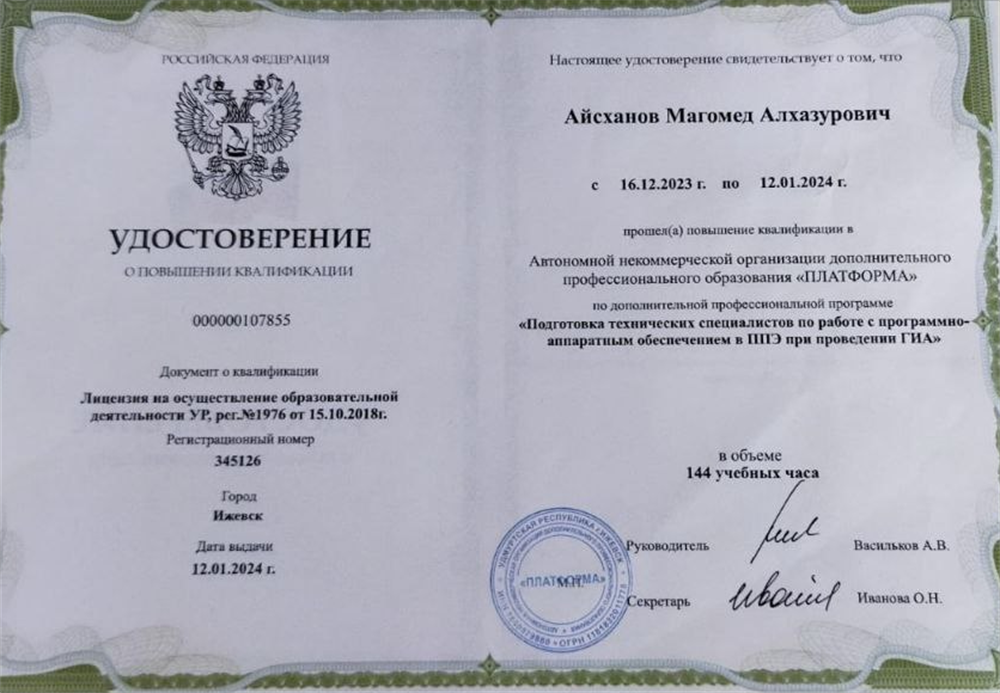 РОССИЙСКАЯ ФЕДЕРАЦИЯ
УДОСТОВЕРЕНИЕ
О ПОВЫШЕНИИ КВАЛИФИКАЦИИ
000000107855
Документ о квалификации
Лицензия на осуществление образовательной
деятельности УР, рег.№1976 от 15.10.2018г.
Регистрационный номер
345126
Город
Ижевск
Дата выдачи
12.01.2024 г.
Настоящее удостоверение свидетельствует о том, что
Айсханов Магомед Алхазурович
с 16.12.2023 г. по 12.01.2024 г.
прошел(а) повышение квалификации в
Автономной некоммерческой организации дополнительного
профессионального образования «ПЛАТФОРМА»
по дополнительной профессиональной программе
«Подготовка технических специалистов по работе с программно-
аппаратным обеспечением в ППЭ при проведении ГИА»
в объеме
144 учебных часа
Руководитель Васильков А.В.
Секретарь Иванова О.Н.
УДМУРТСКАЯ РЕСПУБЛИКА г. ИЖЕВСК
«ПЛАТФОРМА»
М.П.